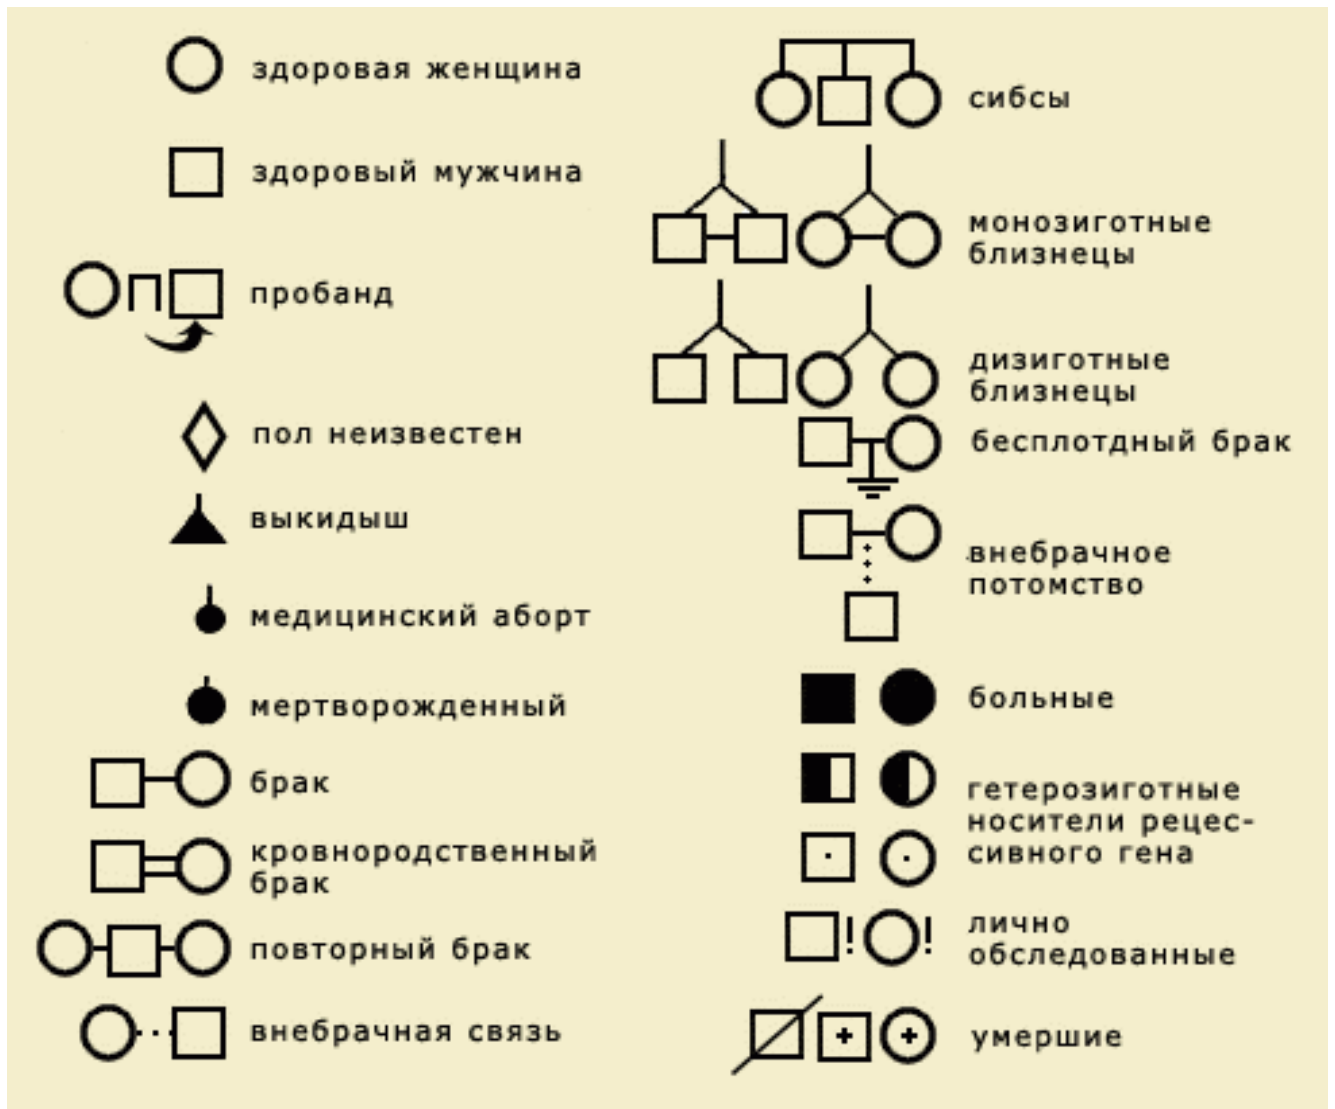 здоровая женщина
здоровый мужчина
П
пробанд
пол неизвестен
выкидыш
медицинский аборт
мертворожденный
брак
кровнородственный
брак
повторный брак
внебрачная связь
сибсы
монозиготные
близнецы
дизиготные
близнецы
бесплотдный брак
внебрачное
потомство
больные
гетерозиготные
носители рецес-
сивного гена
! !
лично
обследованные
умершие